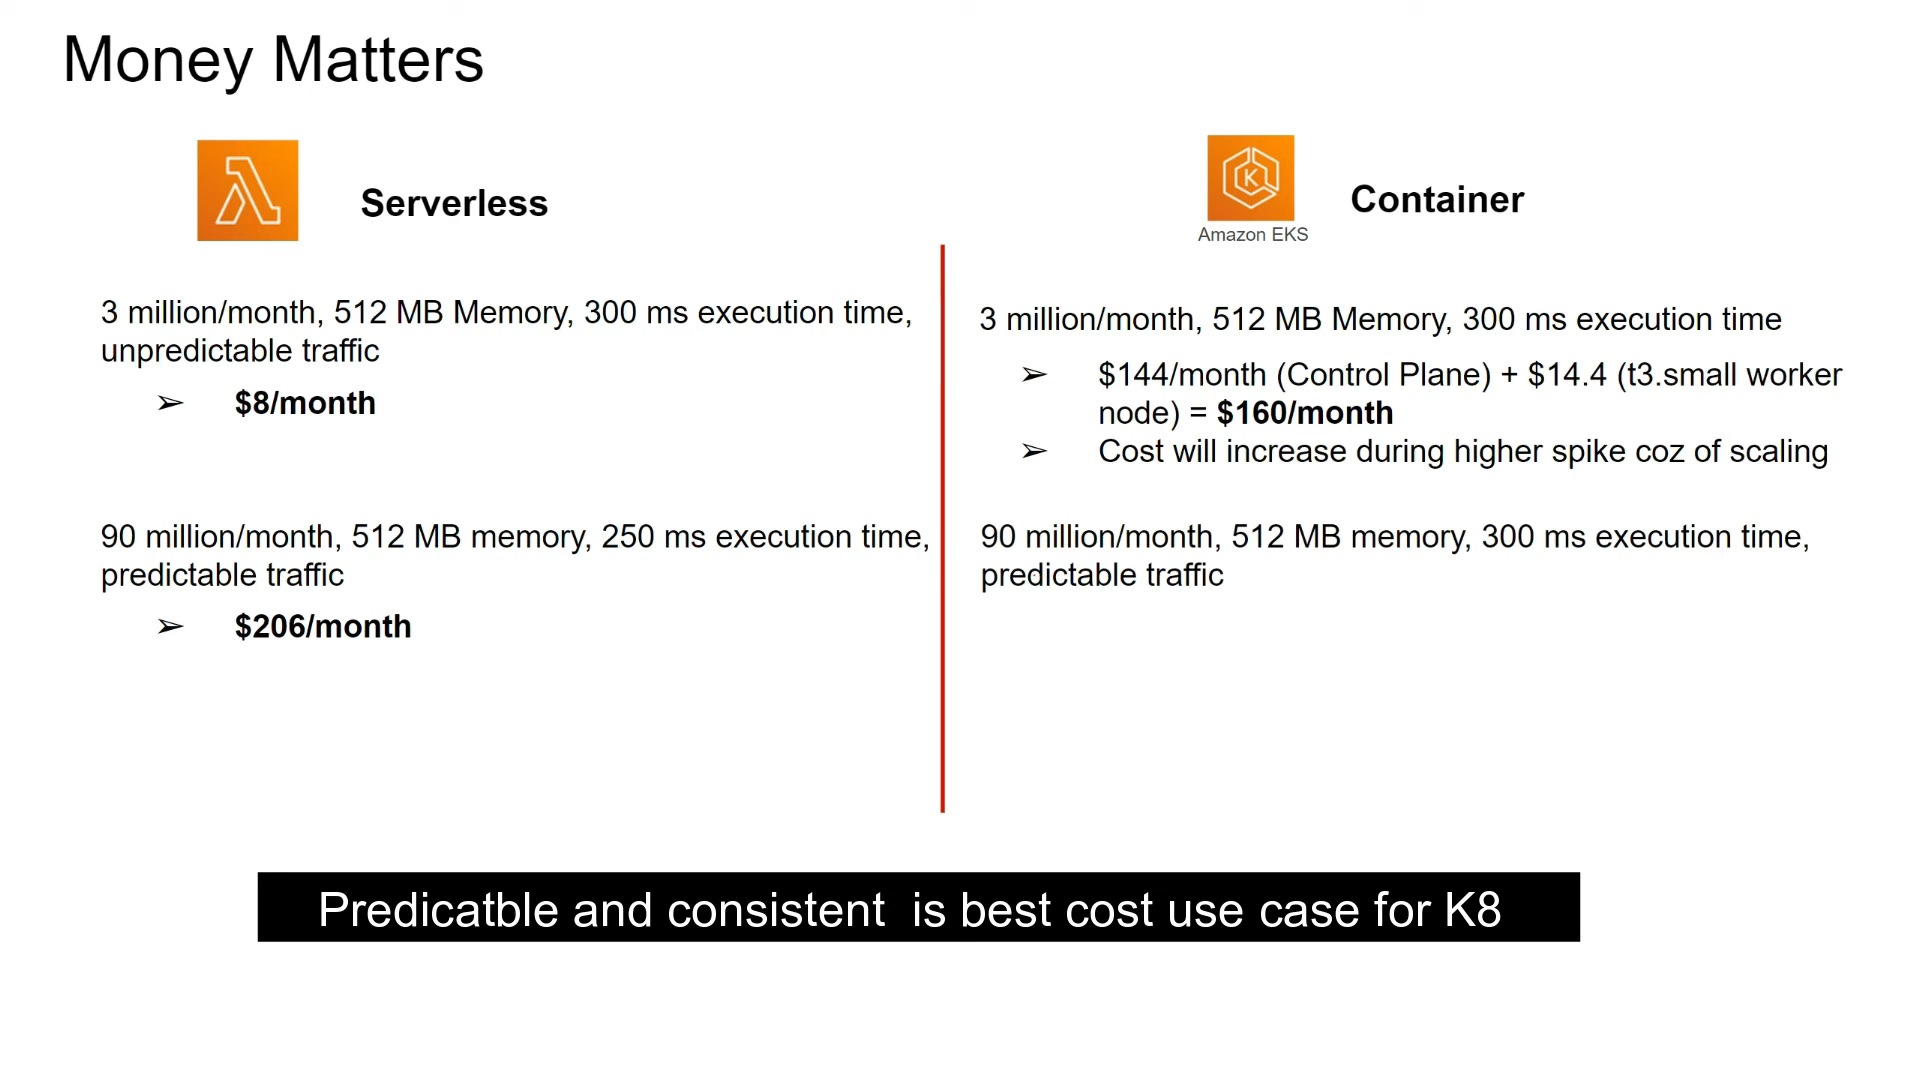 Money Matters
Serverless
3 million/month, 512 MB Memory, 300 ms execution time,
unpredictable traffic
➢ $8/month
90 million/month, 512 MB memory, 250 ms execution time,
predictable traffic
➢ $206/month
K
Amazon EKS
Container
3 million/month, 512 MB Memory, 300 ms execution time
➢ $144/month (Control Plane) + $14.4 (t3.small worker
node) = $160/month
➢ Cost will increase during higher spike coz of scaling
90 million/month, 512 MB memory, 300 ms execution time,
predictable traffic
Predicatble and consistent  is best cost use case for K8